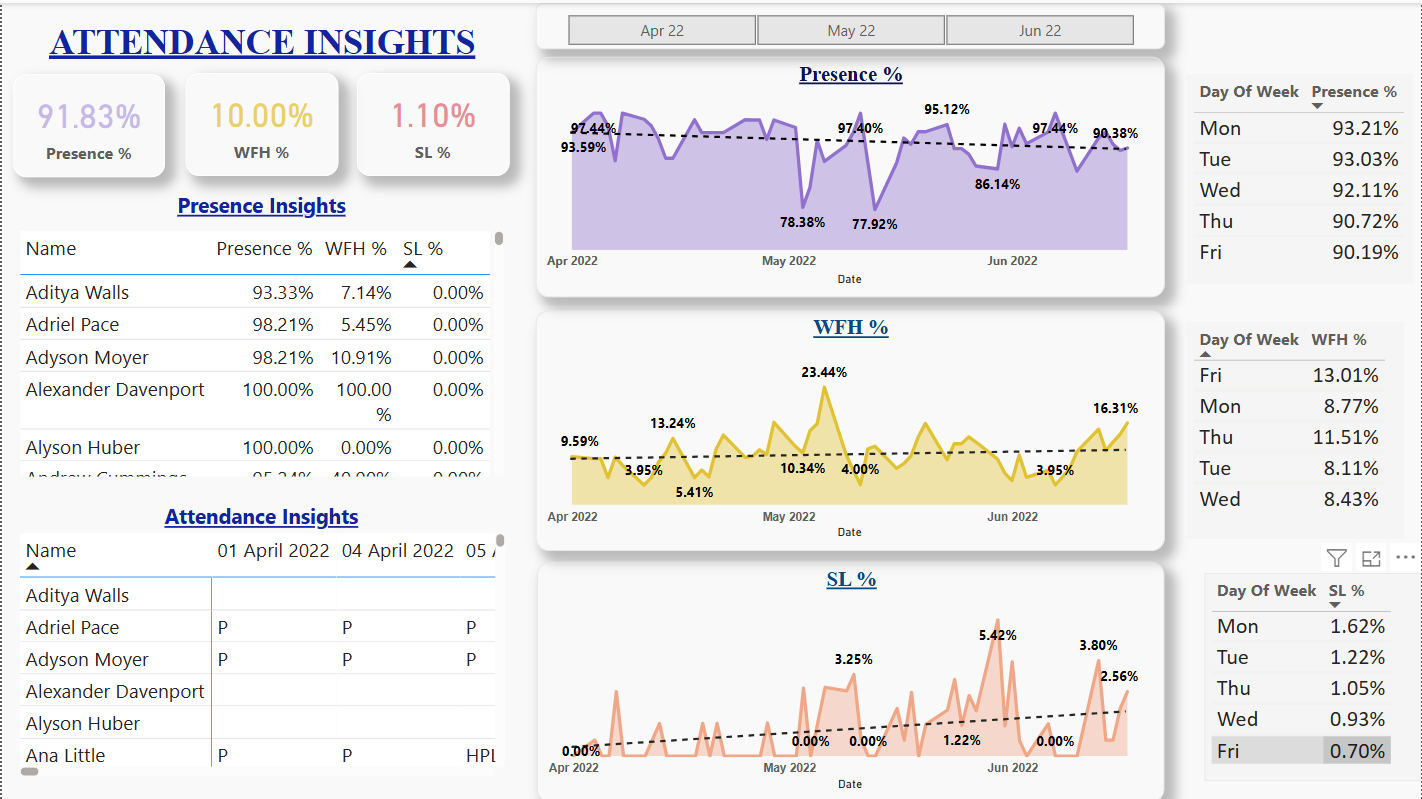 ATTENDANCE INSIGHTS
91.83%
Presence %
10.00%
WFH %
1.10%
SL %
Presence Insights
Name Presence % WFH % SL %
Aditya Walls 93.33% 7.14% 0.00%
Adriel Pace 98.21% 5.45% 0.00%
Adyson Moyer 98.21% 10.91% 0.00%
Alexander Davenport 100.00% 100.00 0.00%
%
Alyson Huber 100.00% 0.00% 0.00%
Attendance Insights
Name 01 April 2022 04 April 2022 05
Aditya Walls
Adriel Pace P P P
Adyson Moyer P P P
Alexander Davenport
Alyson Huber
Ana Little P P HPL
Apr 22 May 22 Jun 22
Presence %
95.12%
97.44% 97.40% 97.44% 90.38%
93.59%
86.14%
78.38% 77.92%
Apr 2022 May 2022 Jun 2022
Date
WFH %
23.44%
16.31%
13.24%
9.59%
3.95% 10.34% 4.00% 3.95%
5.41%
Apr 2022 May 2022 Jun 2022
Date
SL %
5.42%
3.80%
3.25%
2.56%
0.00% 0.00% 0.00% 1.22% 0.00%
Apr 2022 May 2022 Jun 2022
Date
Day Of Week Presence %
Mon 93.21%
Tue 93.03%
Wed 92.11%
Thu 90.72%
Fri 90.19%
Day Of Week WFH %
Fri 13.01%
Mon 8.77%
Thu 11.51%
Tue 8.11%
Wed 8.43%
Day Of Week SL %
Mon 1.62%
Tue 1.22%
Thu 1.05%
Wed 0.93%
Fri 0.70%